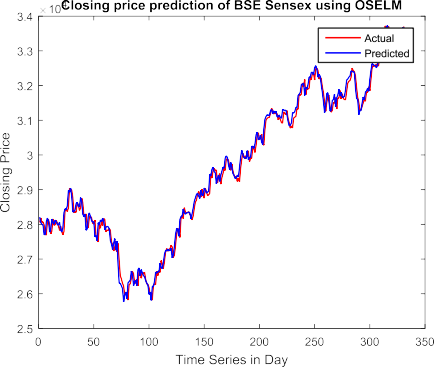 Closing price prediction of BSE Sensex using OSELM
3.4
3.3
3.2
3.1
3
2.9
2.8
2.7
2.6
2.5
Closing Price
Actual
Predicted
0 50 100 150 200 250 300 350
Time Series in Day